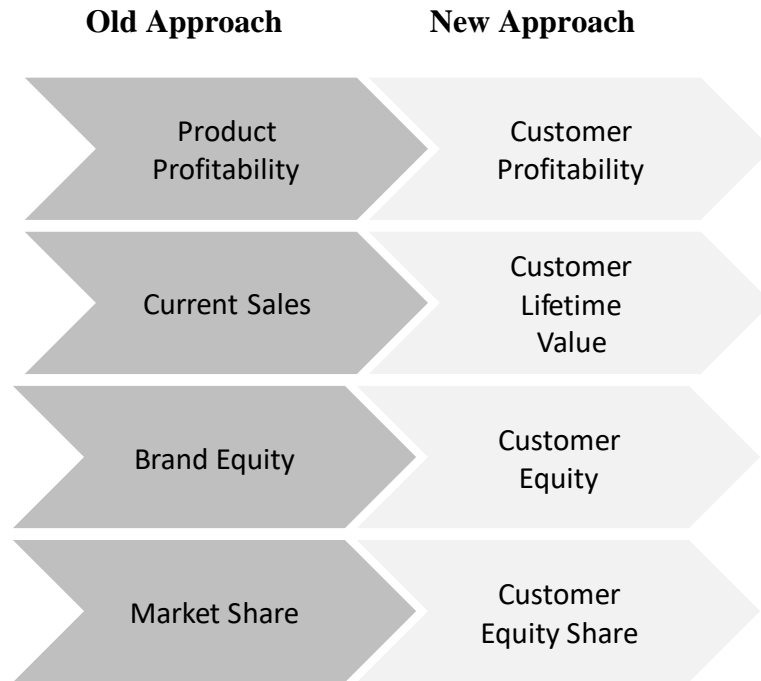 Old Approach
New Approach
Product
Profitability
Customer
Profitability
Current Sales
Customer
Lifetime
Value
Brand Equity
Customer
Equity
Market Share
Customer
Equity Share